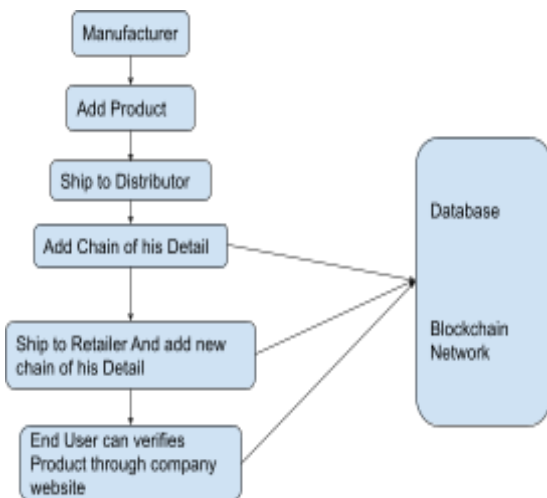 Manufacturer
Add Product
Ship to Distributor
Add Chain of his Detail
Ship to Retailer And add new
chain of his Detail
End User can verifies
Product through company
website
Database
Blockchain
Network